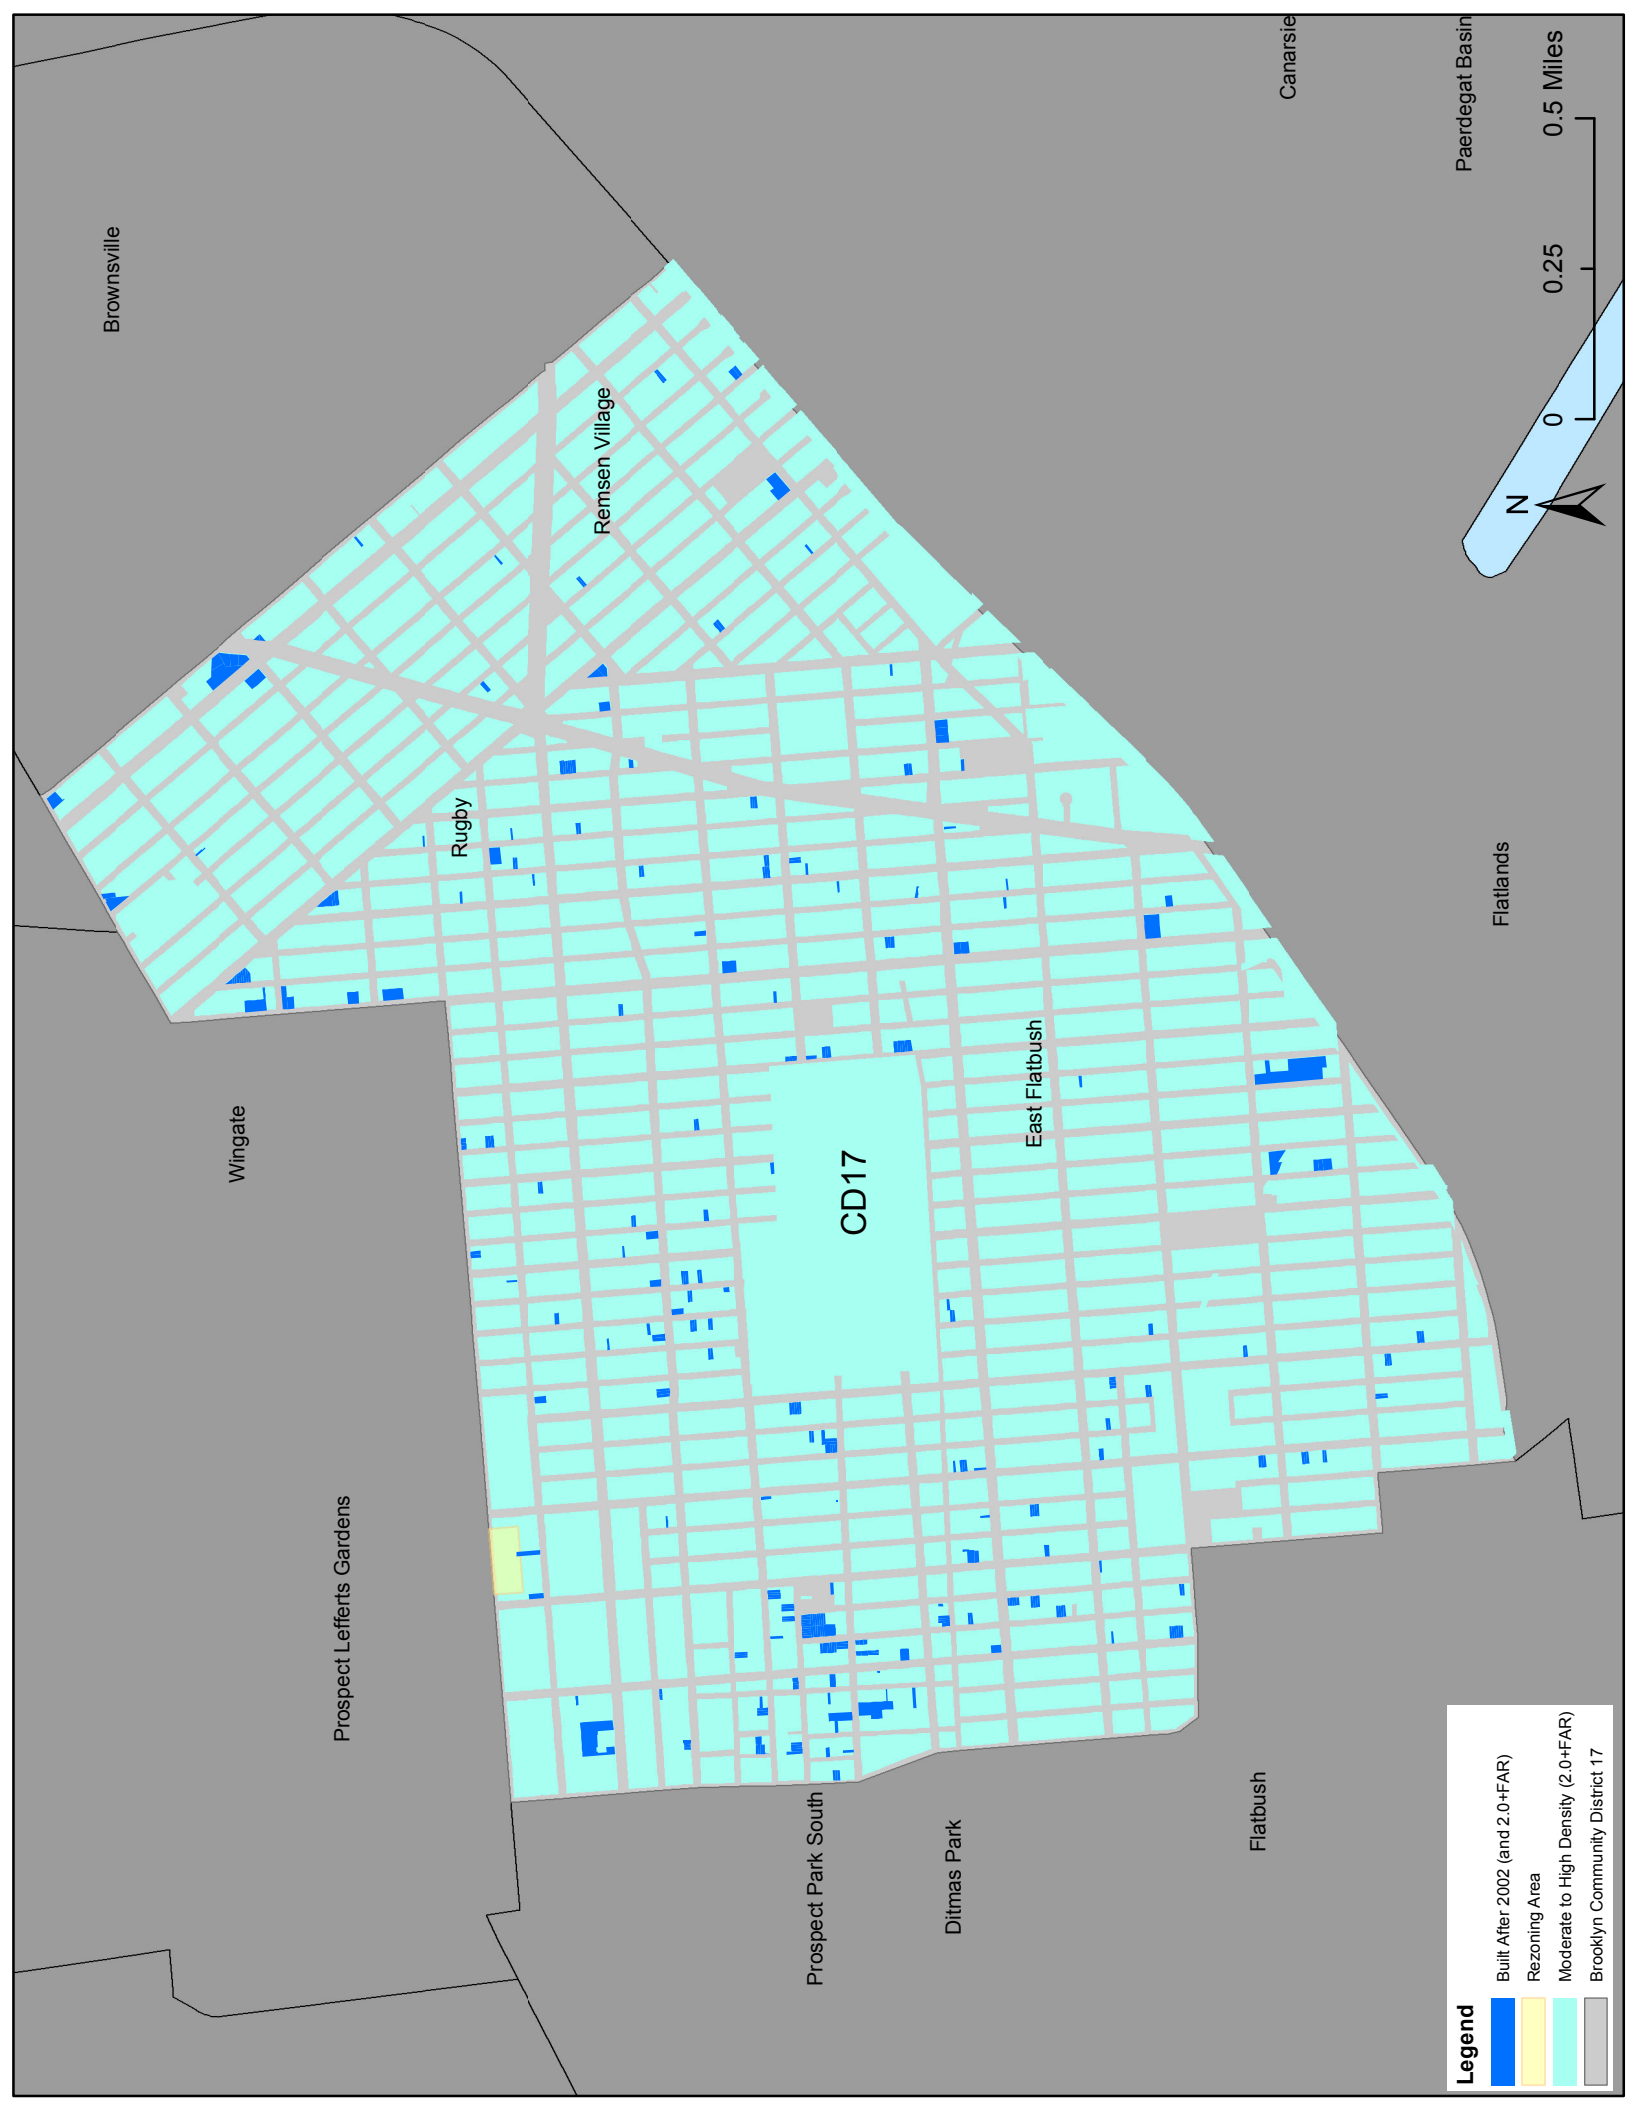 Brownsville
Canarsie
Paerdegat Basin
Remsen Village
Rugby
Wingate
Prospect Lefferts Gardens
CD17
East Flatbush
Flatlands
Prospect Park South
Ditmas Park
Flatbush
N
0 0.25 0.5 Miles
Legend
Built After 2002 (and 2.0+FAR)
Rezoning Area
Moderate to High Density (2.0+FAR)
Brooklyn Community District 17